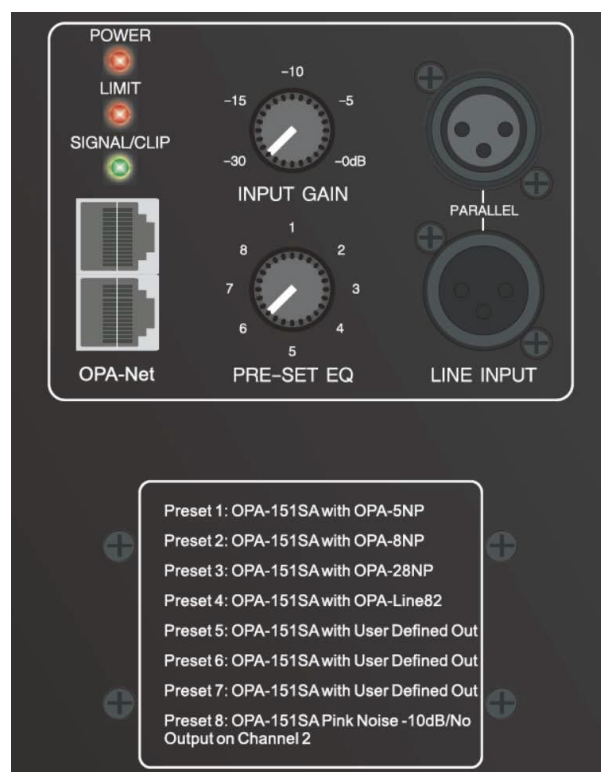 POWER
LIMIT
SIGNAL/CLIP
OPA-Net
-10
-15
-5
-30
-0dB
INPUT GAIN
1
8
2
7
3
6
4
5
PRE-SET EQ
PARALLEL
LINE INPUT
Preset 1: OPA-151SA with OPA-5NP
Preset 2: OPA-151SA with OPA-8NP
Preset 3: OPA-151SA with OPA-28NP
Preset 4: OPA-151SA with OPA-Line82
Preset 5: OPA-151SA with User Defined Out
Preset 6: OPA-151SA with User Defined Out
Preset 7: OPA-151SA with User Defined Out
Preset 8: OPA-151SA Pink Noise -10dB/No
Output on Channel 2